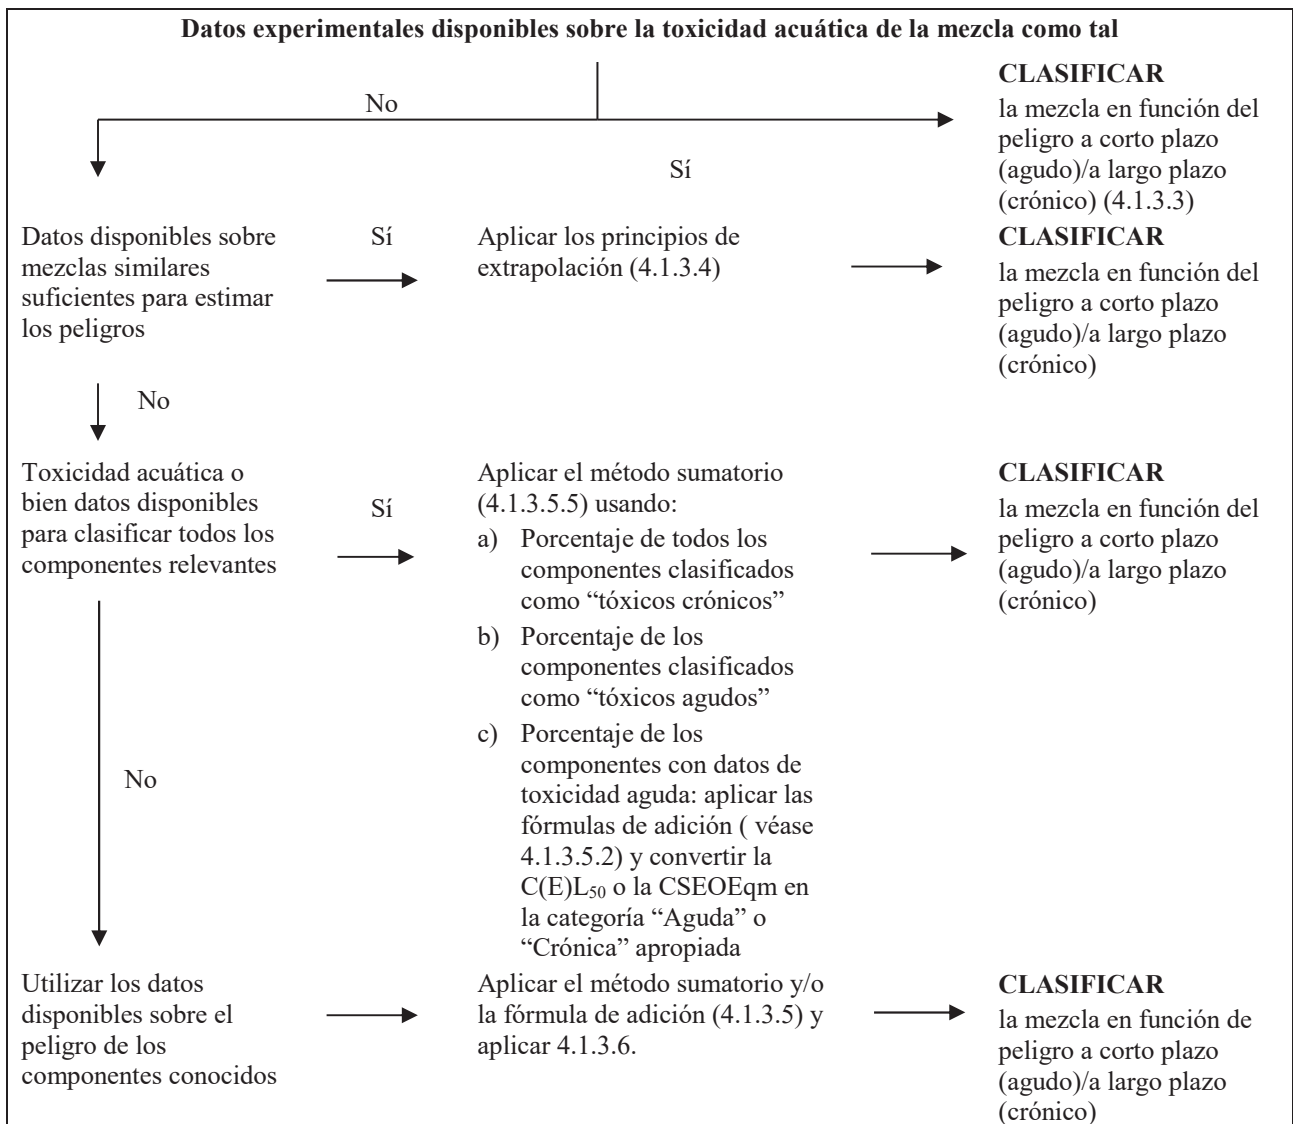 Datos experimentales disponibles sobre la toxicidad acuática de la mezcla como tal
No
Sí
CLASIFICAR
la mezcla en función del
peligro a corto plazo
(agudo)/a largo plazo
(crónico) (4.1.3.3)
Datos disponibles sobre
mezclas similares
suficientes para estimar
los peligros
Sí
Aplicar los principios de
extrapolación (4.1.3.4)
CLASIFICAR
la mezcla en función del
peligro a corto plazo
(agudo)/a largo plazo
(crónico)
No
Toxicidad acuática o
bien datos disponibles
para clasificar todos los
componentes relevantes
Sí
Aplicar el método sumatorio
(4.1.3.5.5) usando:
a) Porcentaje de todos los
componentes clasificados
como “tóxicos crónicos”
b) Porcentaje de los
componentes clasificados
como “tóxicos agudos”
c) Porcentaje de los
componentes con datos de
toxicidad aguda: aplicar las
fórmulas de adición ( véase
4.1.3.5.2) y convertir la
C(E)L50 o la CSEOEqm en
la categoría “Aguda” o
“Crónica” apropiada
CLASIFICAR
la mezcla en función del
peligro a corto plazo
(agudo)/a largo plazo
(crónico)
No
Utilizar los datos
disponibles sobre el
peligro de los
componentes conocidos
Aplicar el método sumatorio y/o
la fórmula de adición (4.1.3.5) y
aplicar 4.1.3.6.
CLASIFICAR
la mezcla en función de
peligro a corto plazo
(agudo)/a largo plazo
(crónico)